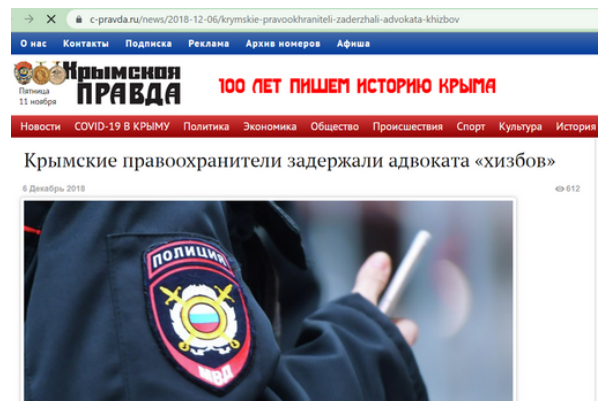 c-pravda.ru/news/2018-12-06/krymskie-pravookhraniteli-zaderzhali-advokata-khizbov
О нас Контакты Подписка Реклама Архив номеров Афиша
Пятница
11 ноября
Крымская
ПРАВДА
100 ЛЕТ ПИШЕМ ИСТОРИЮ КРЫМА
Новости COVID-19 В КРЫМУ Политика Экономика Общество Происшествия Спорт Культура История
Крымские правоохранители задержали адвоката «хизбов»
6 Декабрь 2018 612
ПОЛИЦИЯ
МВД